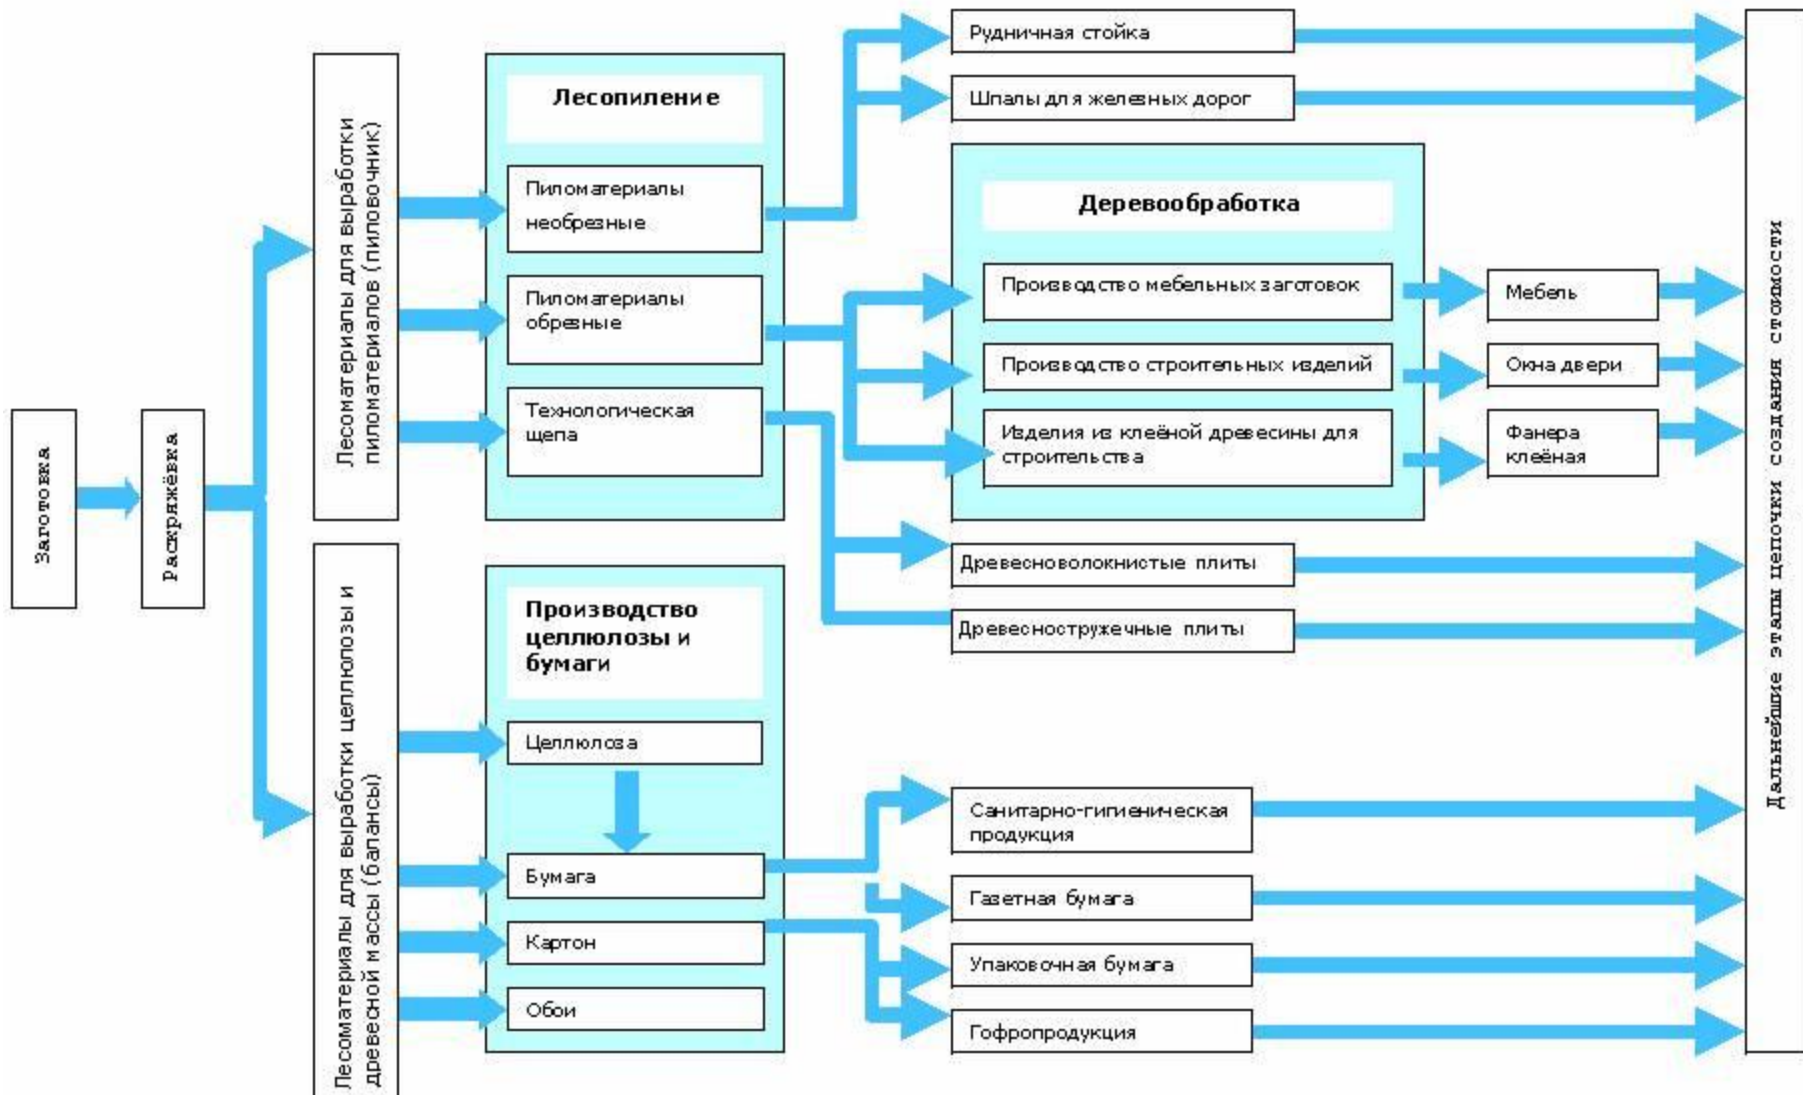 Заготовка
Раскряжёвка
Лесоматериалы для выработки
пиломатериалов (пиловочник)
Лесоматериалы для выработки целлюлозы и
древесной массы (балансы)
Лесопиление
Пиломатериалы
необрезные
Пиломатериалы
обрезные
Технологическая
щепа
Производство
целлюлозы и
бумаги
Целлюлоза
Бумага
Картон
Обои
Рудничная стойка
Шпалы для железных дорог
Деревообработка
Производство мебельных заготовок
Производство строительных изделий
Изделия из клеёной древесины для
строительства
Мебель
Окна двери
Фанера
клеёная
Древесноволокнистые плиты
Древесностружечные плиты
Санитарно-гигиеническая
продукция
Газетная бумага
Упаковочная бумага
Гофропродукция
Дальнейшие этапы цепочки создания стоимости